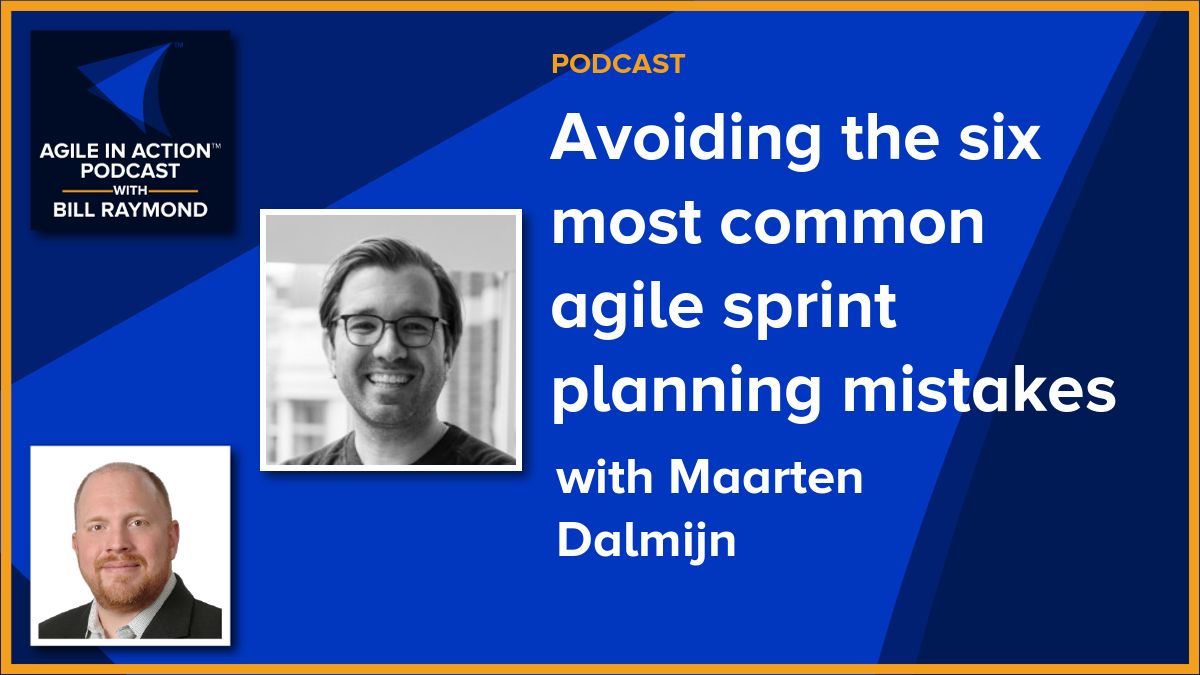 ™
AGILE IN ACTION™
PODCAST
WITH
BILL RAYMOND
PODCAST
Avoiding the six
most common
agile sprint
planning mistakes
with Maarten
Dalmijn